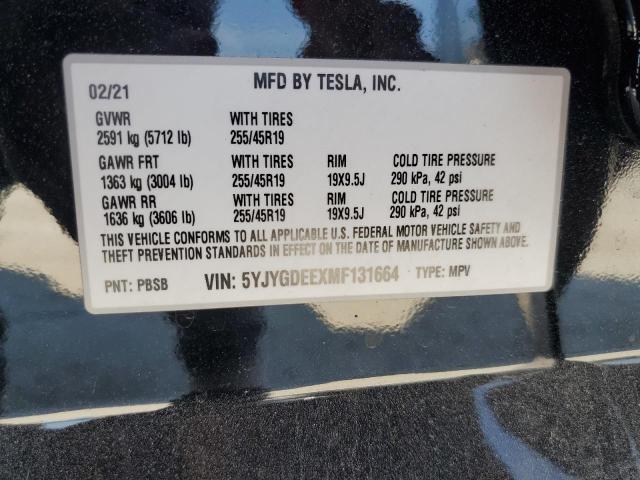 02/21 MFD BY TESLA, INC.
GVWR WITH TIRES
2591 kg (5712 lb) 255/45R19
GAWR FRT WITH TIRES RIM COLD TIRE PRESSURE
1363 kg (3004 lb) 255/45R19 19X9.5J 290 kPa, 42 psi
GAWR RR WITH TIRES RIM COLD TIRE PRESSURE
1636 kg (3606 lb) 255/45R19 19X9.5J 290 kPa, 42 psi
THIS VEHICLE CONFORMS TO ALL APPLICABLE U.S. FEDERAL MOTOR VEHICLE SAFETY AND
THEFT PREVENTION STANDARDS IN EFFECT ON THE DATE OF MANUFACTURE SHOWN ABOVE.
PNT: PBSB VIN: 5YJYGDEEXMF131664 TYPE: MPV